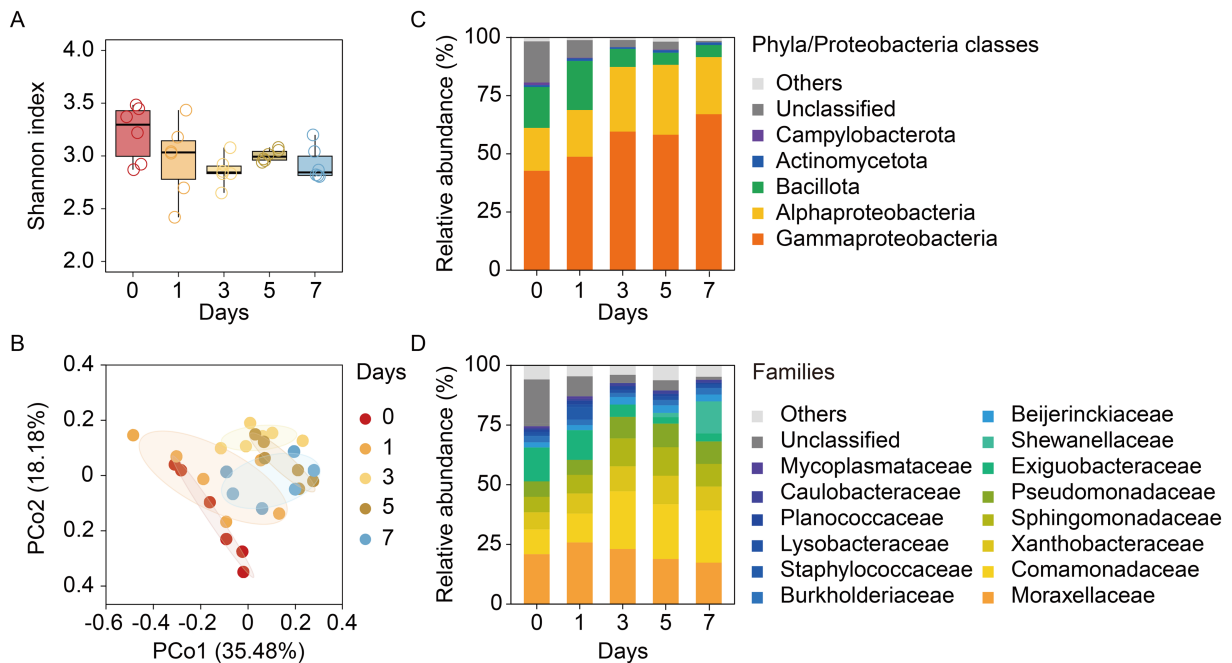 A
Shannon index
4.0
3.5
3.0
2.5
2.0
0 1 3 5 7
Days
C
Relative abundance (%)
100
75
50
25
0
0 1 3 5 7
Days
Phyla/Proteobacteria classes
Others
Unclassified
Campylobacterota
Actinomycetota
Bacillota
Alphaproteobacteria
Gammaproteobacteria
B
PCo2 (18.18%)
0.4
0.2
0
0.2
0.4
-0.6 -0.4 -0.2 0 0.2 0.4
PCo1 (35.48%)
Days
0
1
3
5
7
D
Relative abundance (%)
100
75
50
25
0
0 1 3 5 7
Days
Families
Others
Unclassified
Mycoplasmataceae
Caulobacteraceae
Planococcaceae
Lysobacteraceae
Staphylococcaceae
Burkholderiaceae
Beijerinckiaceae
Shewanellaceae
Exiguobacteraceae
Pseudomonadaceae
Sphingomonadaceae
Xanthobacteraceae
Comamonadaceae
Moraxellaceae